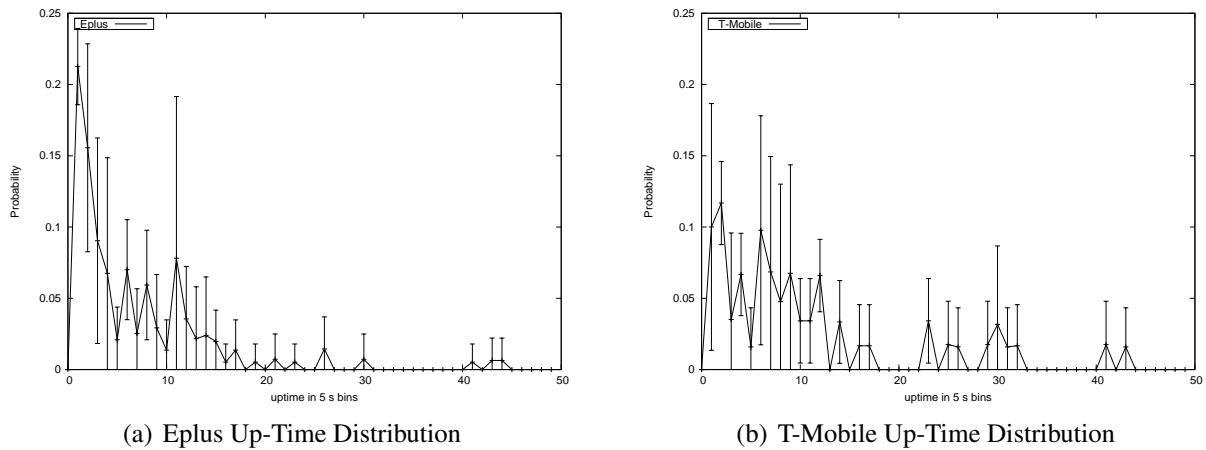 0.25
Eplus
0.2
0.15
Probability
0.1
0.05
0
0 10 20 30 40 50
uptime in 5 s bins
(a) Eplus Up-Time Distribution
0.25
T-Mobile
0.2
0.15
Probability
0.1
0.05
0
0 10 20 30 40 50
uptime in 5 s bins
(b) T-Mobile Up-Time Distribution